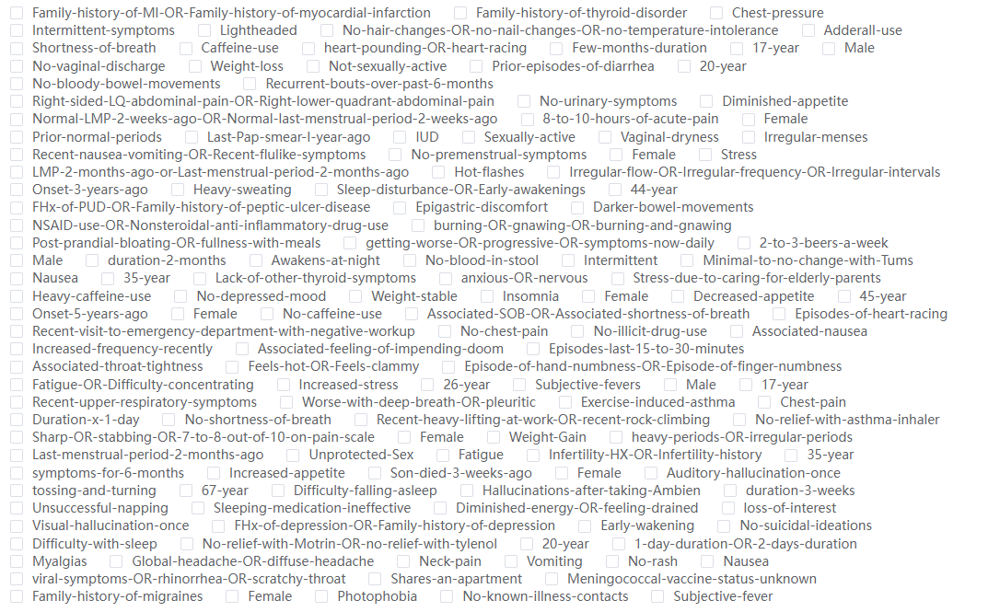 Family-history-of-MI-OR-Family-history-of-myocardial-infarction Family-history-of-thyroid-disorder Chest-pressure
Intermittent-symptoms Lightheaded No-hair-changes-OR-no-nail-changes-OR-no-temperature-intolerance Adderall-use
Shortness-of-breath Caffeine-use heart-pounding-OR-heart-racing Few-months-duration 17-year Male
No-vaginal-discharge Weight-loss Not-sexually-active Prior-episodes-of-diarrhea 20-year
No-bloody-bowel-movements Recurrent-bouts-over-past-6-months
Right-sided-LQ-abdominal-pain-OR-Right-lower-quadrant-abdominal-pain No-urinary-symptoms Diminished-appetite
Normal-LMP-2-weeks-ago-OR-Normal-last-menstrual-period-2-weeks-ago 8-to-10-hours-of-acute-pain Female
Prior-normal-periods Last-Pap-smear-I-year-ago IUD Sexually-active Vaginal-dryness Irregular-menses
Recent-nausea-vomiting-OR-Recent-flulike-symptoms No-premenstrual-symptoms Female Stress
LMP-2-months-ago-or-Last-menstrual-period-2-months-ago Hot-flashes Irregular-flow-OR-Irregular-frequency-OR-Irregular-intervals
Onset-3-years-ago Heavy-sweating Sleep-disturbance-OR-Early-awakenings 44-year
FHx-of-PUD-OR-Family-history-of-peptic-ulcer-disease Epigastric-discomfort Darker-bowel-movements
NSAID-use-OR-Nonsteroidal-anti-inflammatory-drug-use burning-OR-gnawing-OR-burning-and-gnawing
Post-prandial-bloating-OR-fullness-with-meals getting-worse-OR-progressive-OR-symptoms-now-daily 2-to-3-beers-a-week
Male duration-2-months Awakens-at-night No-blood-in-stool Intermittent Minimal-to-no-change-with-Tums
Nausea 35-year Lack-of-other-thyroid-symptoms anxious-OR-nervous Stress-due-to-caring-for-elderly-parents
Heavy-caffeine-use No-depressed-mood Weight-stable Insomnia Female Decreased-appetite 45-year
Onset-5-years-ago Female No-caffeine-use Associated-SOB-OR-Associated-shortness-of-breath Episodes-of-heart-racing
Recent-visit-to-emergency-department-with-negative-workup No-chest-pain No-illicit-drug-use Associated-nausea
Increased-frequency-recently Associated-feeling-of-impending-doom Episodes-last-15-to-30-minutes
Associated-throat-tightness Feels-hot-OR-Feels-clammy Episode-of-hand-numbness-OR-Episode-of-finger-numbness
Fatigue-OR-Difficulty-concentrating Increased-stress 26-year Subjective-fevers Male 17-year
Recent-upper-respiratory-symptoms Worse-with-deep-breath-OR-pleuritic Exercise-induced-asthma Chest-pain
Duration-x-1-day No-shortness-of-breath Recent-heavy-lifting-at-work-OR-recent-rock-climbing No-relief-with-asthma-inhaler
Sharp-OR-stabbing-OR-7-to-8-out-of-10-on-pain-scale Female Weight-Gain heavy-periods-OR-irregular-periods
Last-menstrual-period-2-months-ago Unprotected-Sex Fatigue Infertility-HX-OR-Infertility-history 35-year
symptoms-for-6-months Increased-appetite Son-died-3-weeks-ago Female Auditory-hallucination-once
tossing-and-turning 67-year Difficulty-falling-asleep Hallucinations-after-taking-Ambien duration-3-weeks
Unsuccessful-napping Sleeping-medication-ineffective Diminished-energy-OR-feeling-drained loss-of-interest
Visual-hallucination-once FHx-of-depression-OR-Family-history-of-depression Early-wakening No-suicidal-ideations
Difficulty-with-sleep No-relief-with-Motrin-OR-no-relief-with-tylenol 20-year 1-day-duration-OR-2-days-duration
Myalgias Global-headache-OR-diffuse-headache Neck-pain Vomiting No-rash Nausea
viral-symptoms-OR-rhinorrhea-OR-scratchy-throat Shares-an-apartment Meningococcal-vaccine-status-unknown
Family-history-of-migraines Female Photophobia No-known-illness-contacts Subjective-fever